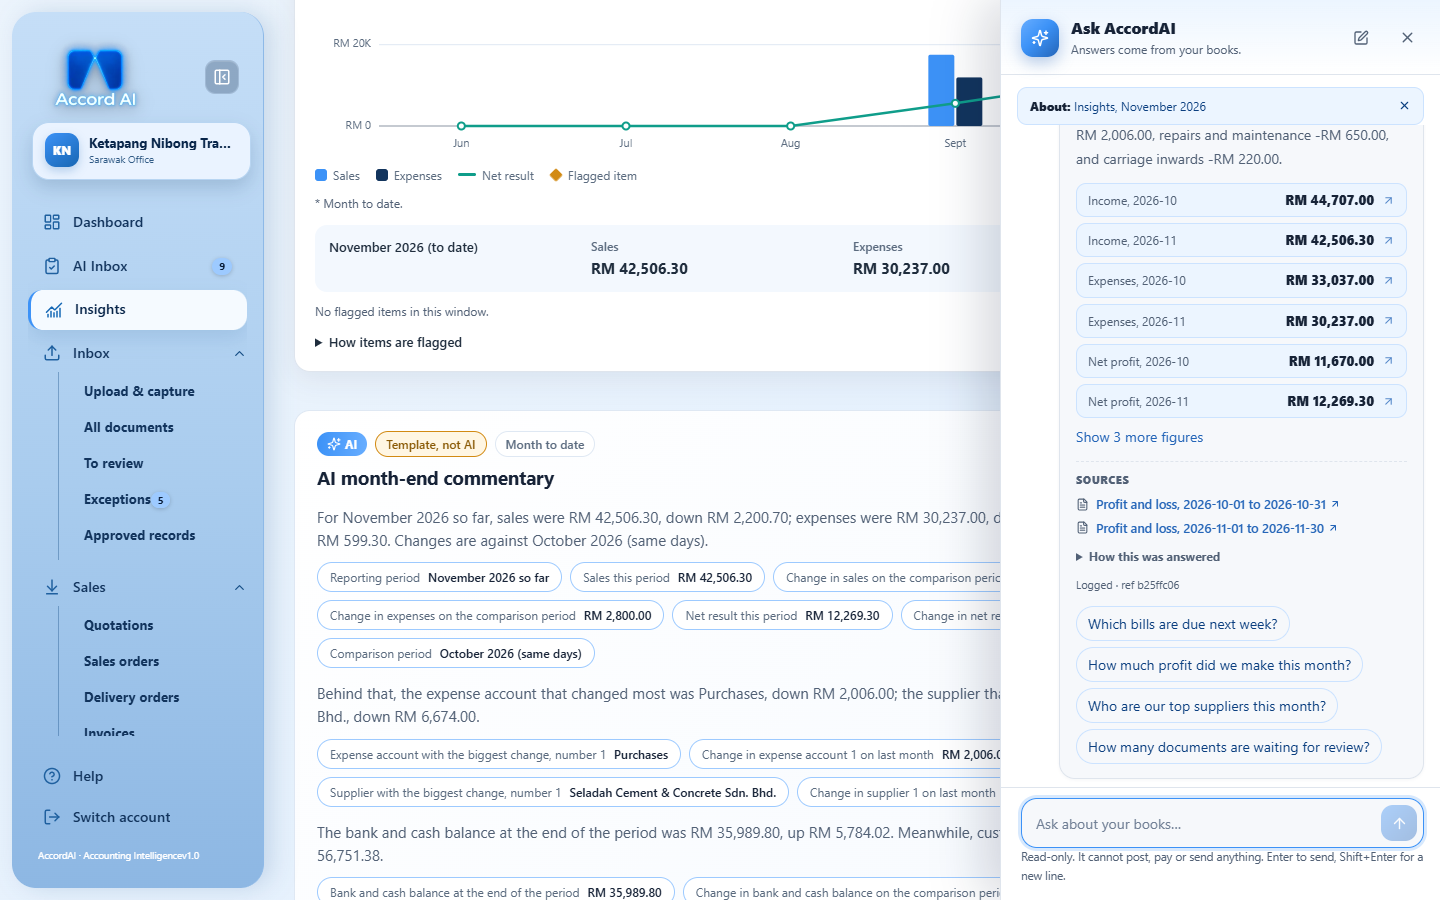 Accord AI
KN
Ketapang Nibong Tra...
Sarawak Office
Dashboard
AI Inbox 9
Insights
Inbox
Upload & capture
All documents
To review
Exceptions 5
Approved records
Sales
Quotations
Sales orders
Delivery orders
Invoices
Help
Switch account
AccordAI · Accounting Intelligencev1.0
RM 20K
RM 0
Jun Jul Aug Sept
Sales Expenses Net result Flagged item
* Month to date.
November 2026 (to date)
Sales
RM 42,506.30
Expenses
RM 30,237.00
No flagged items in this window.
How items are flagged
AI Template, not AI Month to date
AI month-end commentary
For November 2026 so far, sales were RM 42,506.30, down RM 2,200.70; expenses were RM 30,237.00, d
RM 599.30. Changes are against October 2026 (same days).
Reporting period November 2026 so far Sales this period RM 42,506.30 Change in sales on the comparison perio
Change in expenses on the comparison period RM 2,800.00 Net result this period RM 12,269.30 Change in net re
Comparison period October 2026 (same days)
Behind that, the expense account that changed most was Purchases, down RM 2,006.00; the supplier tha
Bhd., down RM 6,674.00.
Expense account with the biggest change, number 1 Purchases Change in expense account 1 on last month RM 2,006.0
Supplier with the biggest change, number 1 Seladah Cement & Concrete Sdn. Bhd. Change in supplier 1 on last month
The bank and cash balance at the end of the period was RM 35,989.80, up RM 5,784.02. Meanwhile, cus
56,751.38.
Bank and cash balance at the end of the period RM 35,989.80 Change in bank and cash balance on the comparison peri
Ask AccordAI
Answers come from your books.
About: Insights, November 2026
RM 2,006.00, repairs and maintenance -RM 650.00,
and carriage inwards -RM 220.00.
Income, 2026-10 RM 44,707.00
Income, 2026-11 RM 42,506.30
Expenses, 2026-10 RM 33,037.00
Expenses, 2026-11 RM 30,237.00
Net profit, 2026-10 RM 11,670.00
Net profit, 2026-11 RM 12,269.30
Show 3 more figures
SOURCES
Profit and loss, 2026-10-01 to 2026-10-31
Profit and loss, 2026-11-01 to 2026-11-30
How this was answered
Logged · ref b25ffc06
Which bills are due next week?
How much profit did we make this month?
Who are our top suppliers this month?
How many documents are waiting for review?
Ask about your books...
Read-only. It cannot post, pay or send anything. Enter to send, Shift+Enter for a
new line.